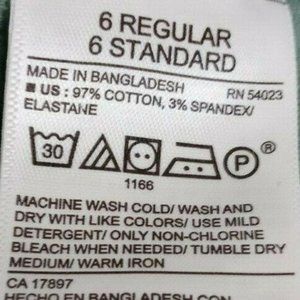 6 REGULAR
6 STANDARD
MADE IN BANGLADESH RN 54023
■ US : 97% COTTON, 3% SPANDEX/
ELASTANE
30 P ®
1166
MACHINE WASH COLD/ WASH AND
DRY WITH LIKE COLORS/ USE MILD
DETERGENT/ ONLY NON-CHLORINE
BLEACH WHEN NEEDED/ TUMBLE DRY
MEDIUM/ WARM IRON
CA 17897
HECHO EN BANGLADESH CON